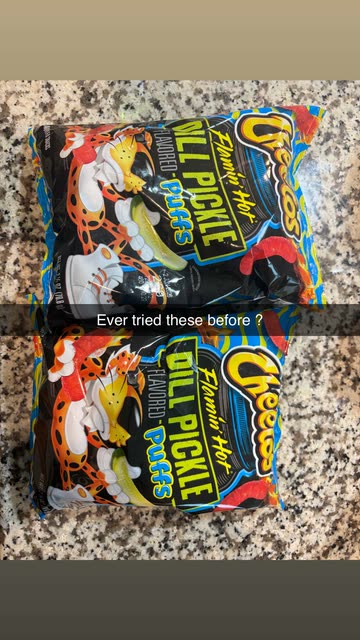 Cheetos
Flamin' Hot
DILL PICKLE
FLAVORED
Puffs
Ever tried these before ?
Cheetos
Flamin' Hot
DILL PICKLE
FLAVORED
Puffs